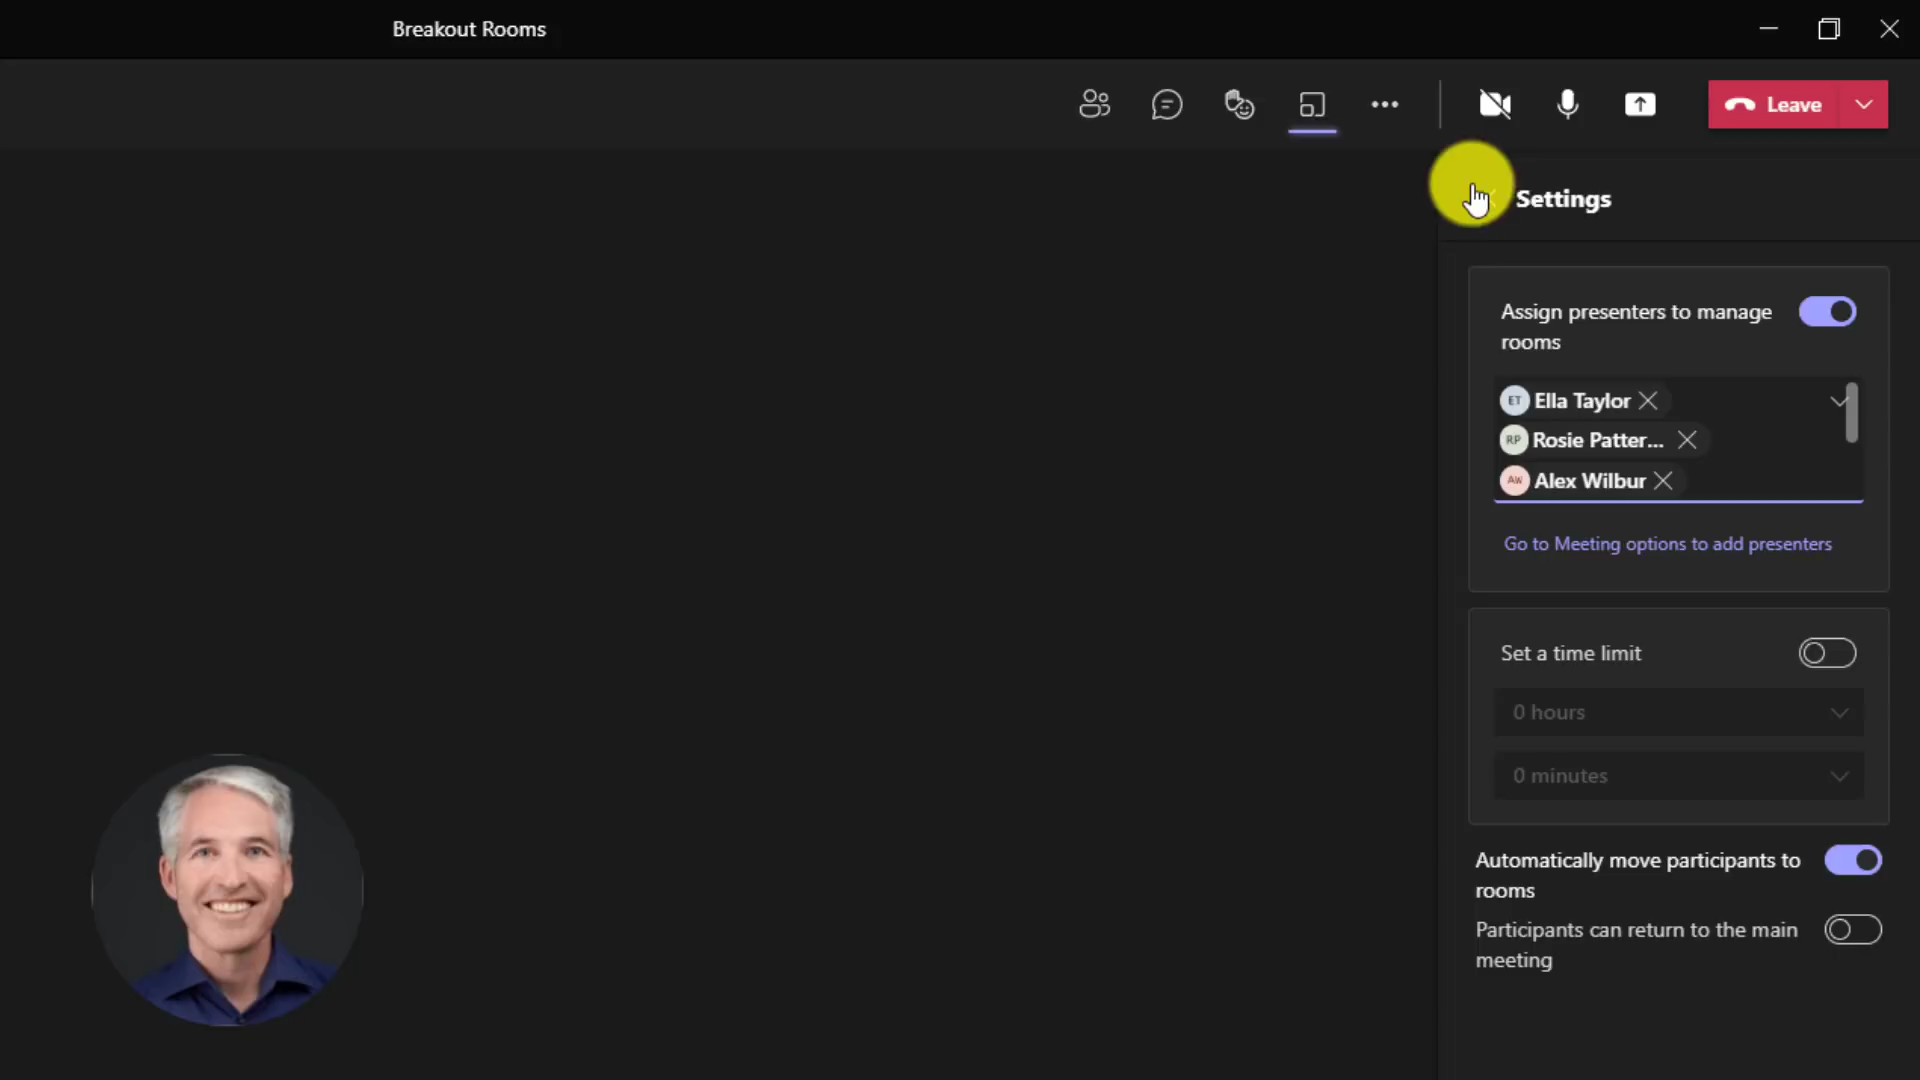 Breakout Rooms
Leave
Settings
Assign presenters to manage
rooms
ET Ella Taylor
RP Rosie Patter...
AW Alex Wilbur
Go to Meeting options to add presenters
Set a time limit
0 hours
0 minutes
Automatically move participants to
rooms
Participants can return to the main
meeting